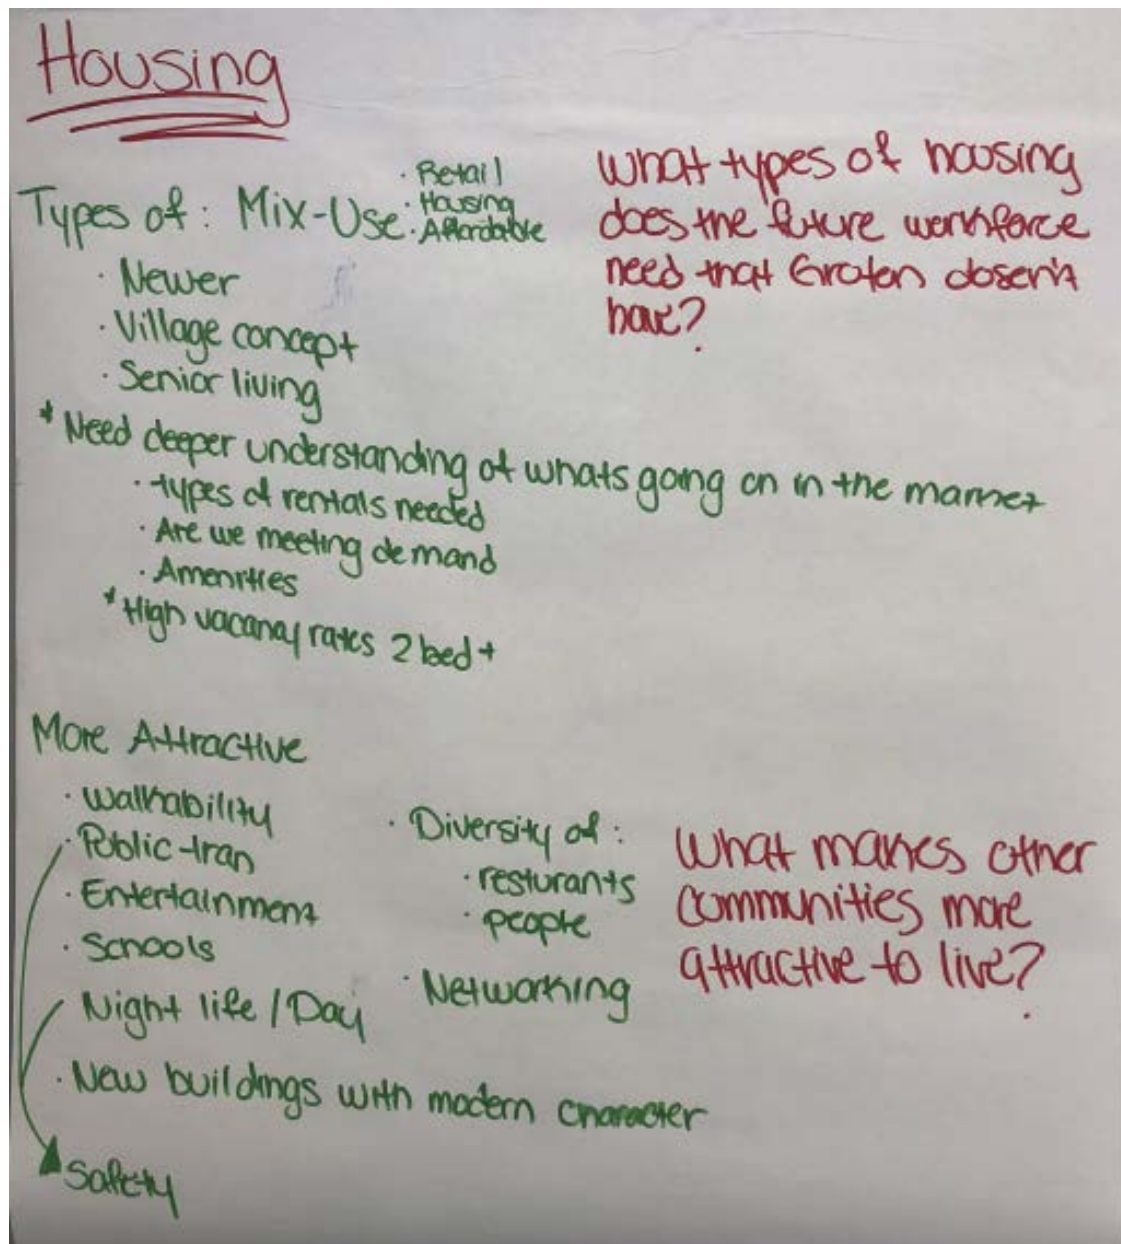 Housing
Types of: Mix-Use
· Retail
· Housing
· Affordable
· Newer
· Village concept
· Senior living
What types of housing
does the future workforce
need that Groton dosen't
have?
* Need deeper understanding of whats going on in the market
· types of rentals needed
· Are we meeting demand
· Amenities
* High vacancy rates 2 bed +
More Attractive
· Walkability
· Public tran
· Entertainment
· Schools
Night life / Day
· New buildings with modern character
Safety
· Diversity of:
· resturants
· people
· Networking
What makes other
communities more
attractive to live?